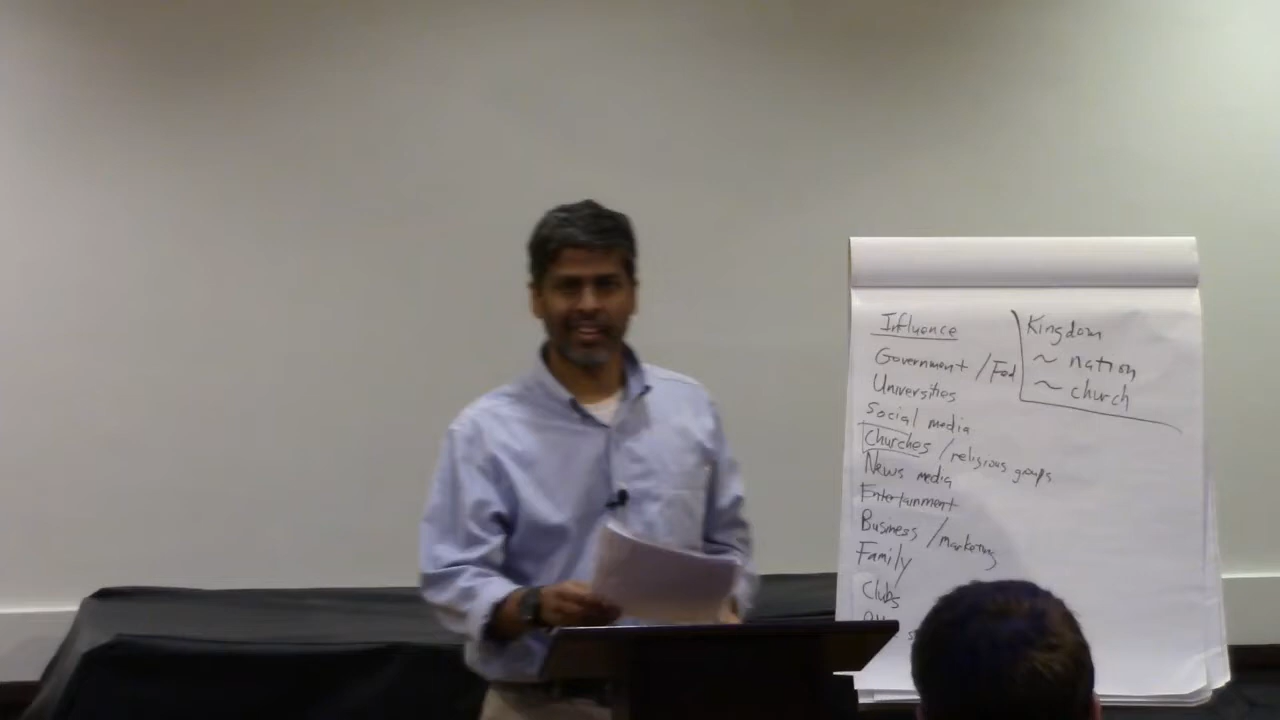 Influence
Government / Fed
Universities
Social media
Churches / religious groups
News media
Entertainment
Business / marketing
Family
Clubs
Kingdom
~ nation
~ church